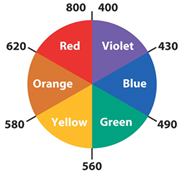 800 400
620 Red Violet 430
Orange Blue
580 Yellow Green 490
560